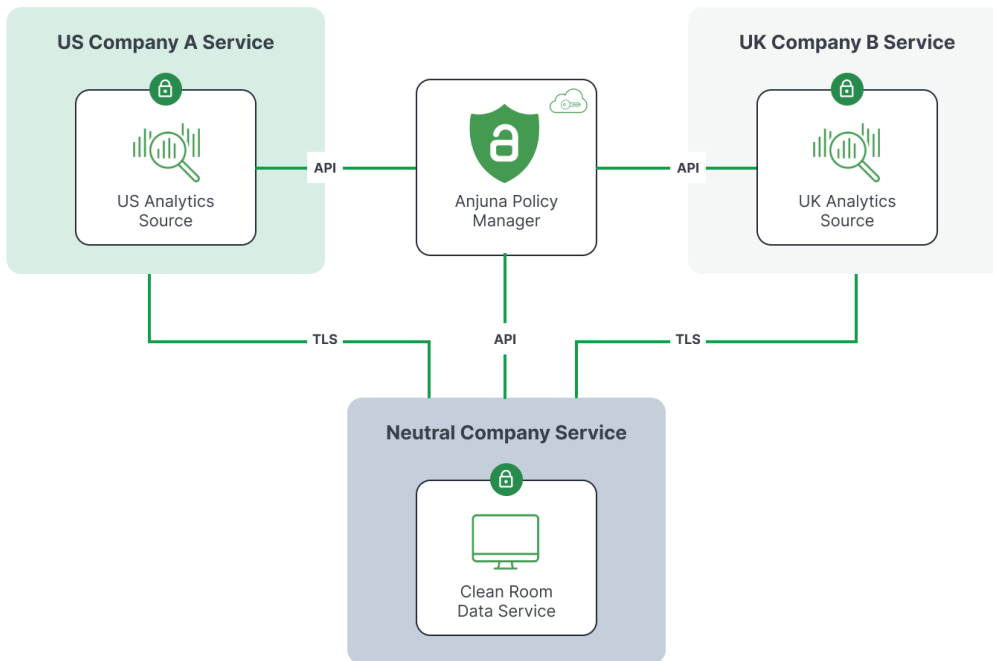 US Company A Service
UK Company B Service
US Analytics
Source
API
a
Anjuna Policy
Manager
API
UK Analytics
Source
TLS
API
TLS
Neutral Company Service
Clean Room
Data Service